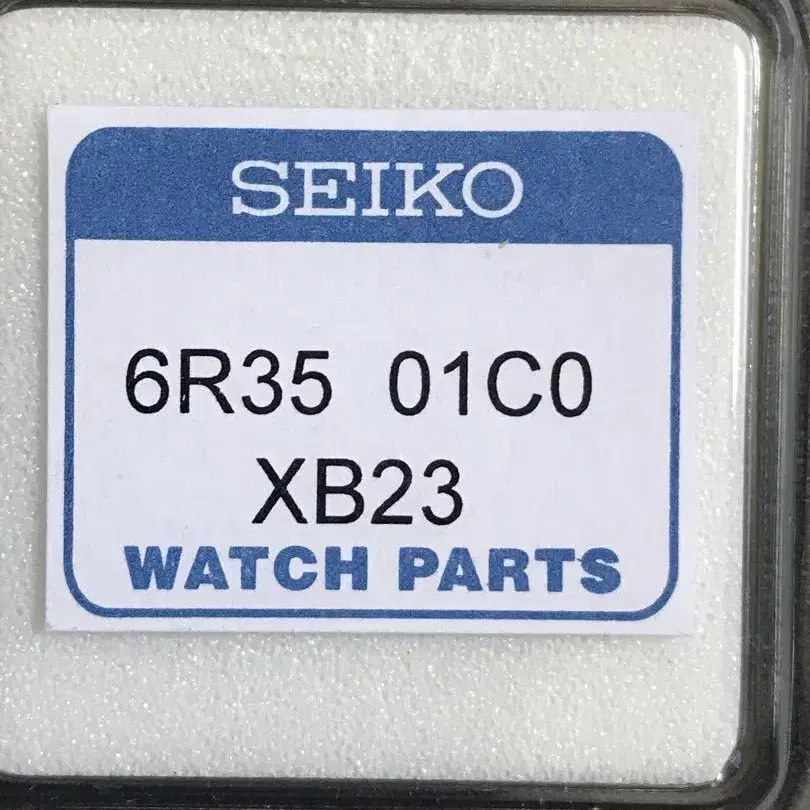 SEIKO
6R35 01C0
XB23
WATCH PARTS